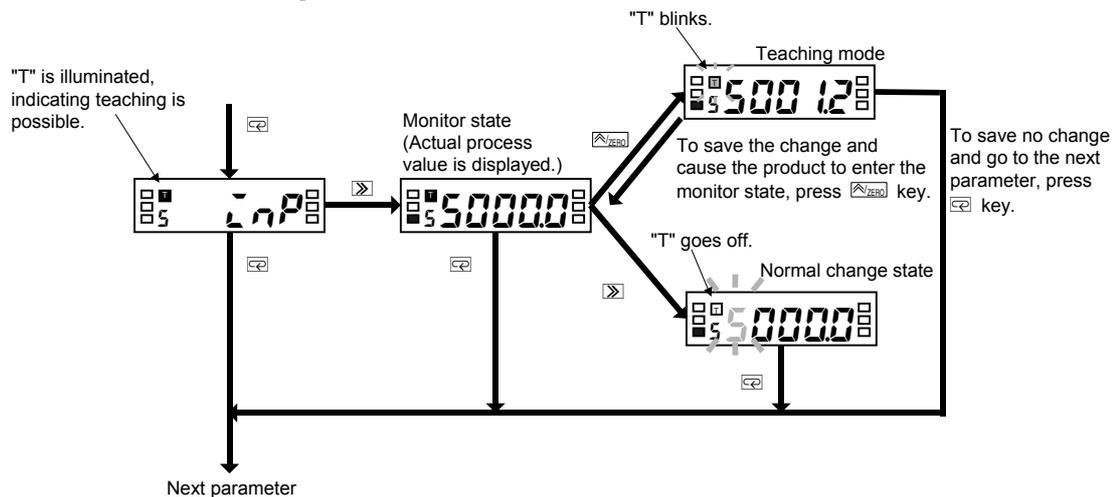 "T" blinks.
Teaching mode
T
S 5001.2
"T" is illuminated,
indicating teaching is
possible.
Monitor state
(Actual process
value is displayed.)
/ZERO
To save the change and
cause the product to enter the
monitor state, press /ZERO key.
To save no change
and go to the next
parameter, press
key.
T
S inP
T
S 5000.0
"T" goes off.
Normal change state
T
S 5000.0
Next parameter